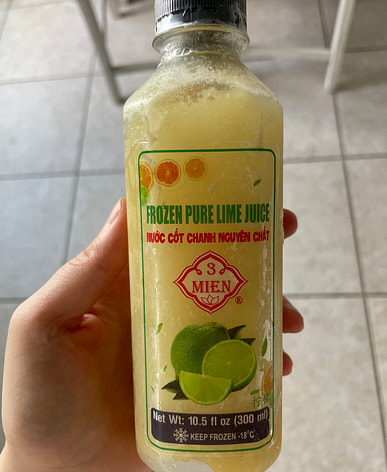 FROZEN PURE LIME JUICE
NƯỚC CỐT CHANH NGUYÊN CHẤT
3
MIEN
®
Net Wt: 10.5 fl oz (300 ml)
KEEP FROZEN -18°C